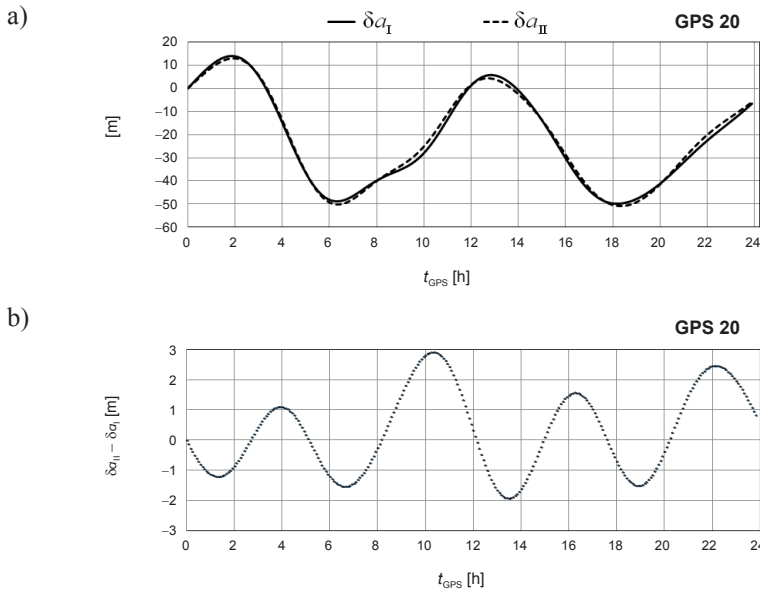 a)
δa_I δa_II GPS 20
20
10
0
–10
–20
–30
–40
–50
–60
[m]
0 2 4 6 8 10 12 14 16 18 20 22 24
t_GPS [h]
b)
GPS 20
3
2
1
0
–1
–2
–3
δa_II – δa_I [m]
0 2 4 6 8 10 12 14 16 18 20 22 24
t_GPS [h]